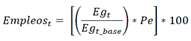 Empleos_t = [(Eg_t / Eg_t_base) * Pe] * 100